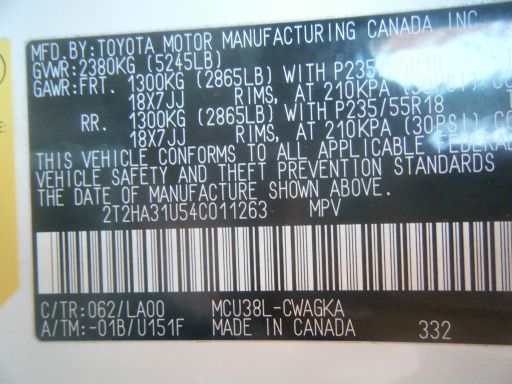 MFD.BY:TOYOTA MOTOR MANUFACTURING CANADA INC.
GVWR:2380KG (5245LB)
GAWR:FRT. 1300KG (2865LB) WITH P235/55R18
18X7JJ RIMS, AT 210KPA (30PSI)
RR. 1300KG (2865LB) WITH P235/55R18
18X7JJ RIMS, AT 210KPA (30PSI)
THIS VEHICLE CONFORMS TO ALL APPLICABLE FEDERAL
VEHICLE SAFETY AND THEFT PREVENTION STANDARDS
THE DATE OF MANUFACTURE SHOWN ABOVE.
2T2HA31U54C011263 MPV
C/TR:062/LA00 MCU38L-CWAGKA
A/TM:-01B/U151F MADE IN CANADA 332